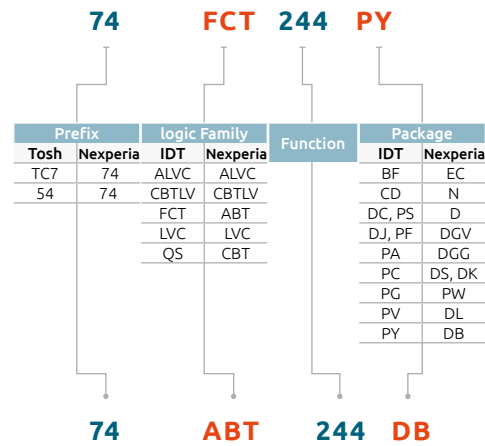 74 FCT 244 PY
Prefix logic Family Function Package
Tosh Nexperia IDT Nexperia IDT Nexperia
TC7 74 ALVC ALVC BF EC
54 74 CBTLV CBTLV CD N
FCT ABT DC, PS D
LVC LVC DJ, PF DGV
QS CBT PA DGG
PC DS, DK
PG PW
PV DL
PY DB
74 ABT 244 DB